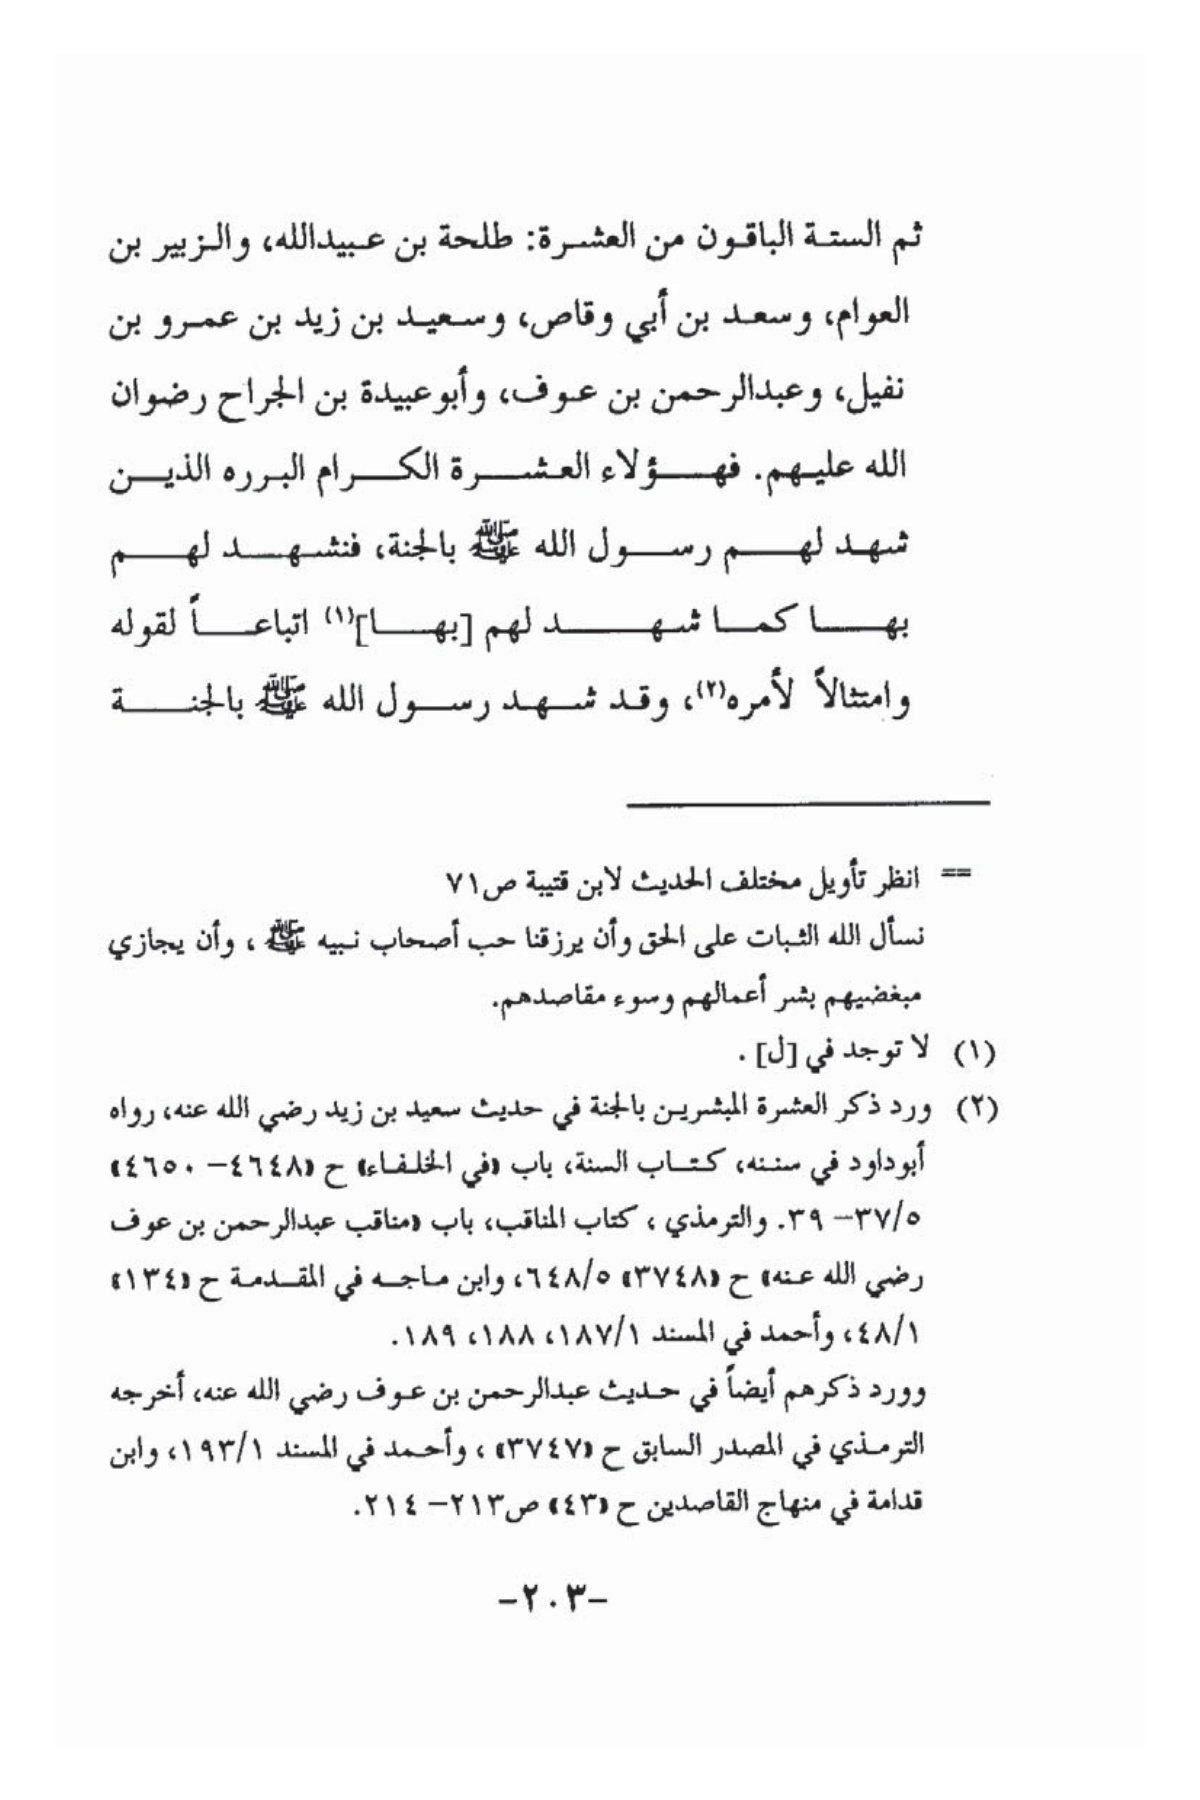 ثم الستة الباقون من العشرة: طلحة بن عبيدالله، والزبير بن
العوام، وسعد بن أبي وقاص، وسعيد بن زيد بن عمرو بن
نفيل، وعبدالرحمن بن عوف، وأبوعبيدة بن الجراح رضوان
الله عليهم. فهؤلاء العشرة الكرام البرره الذين
شهد لهم رسول الله ﷺ بالجنة، فنشهد لهم
بها كما شهد لهم [بها](١) اتباعاً لقوله
وامتثالاً لأمره(٢)، وقد شهد رسول الله ﷺ بالجنة
== انظر تأويل مختلف الحديث لابن قتيبة ص٧١
نسأل الله الثبات على الحق وأن يرزقنا حب أصحاب نبيه ﷺ ، وأن يجازي
مبغضيهم بشر أعمالهم وسوء مقاصدهم.
(١) لا توجد في [ل] .
(٢) ورد ذكر العشرة المبشرين بالجنة في حديث سعيد بن زيد رضي الله عنه، رواه
أبوداود في سننه، كتاب السنة، باب «في الخلفاء» ح «٤٦٤٨– ٤٦٥٠»
٣٧/٥– ٣٩. والترمذي ، كتاب المناقب، باب «مناقب عبدالرحمن بن عوف
رضي الله عنه» ح «٣٧٤٨» ٦٤٨/٥، وابن ماجه في المقدمة ح «١٣٤»
٤٨/١، وأحمد في المسند ١٨٧/١، ١٨٨، ١٨٩.
وورد ذكرهم أيضاً في حديث عبدالرحمن بن عوف رضي الله عنه، أخرجه
الترمذي في المصدر السابق ح «٣٧٤٧» ، وأحمد في المسند ١٩٣/١، وابن
قدامة في منهاج القاصدين ح «٤٣» ص٢١٣– ٢١٤.
–٢٠٣–